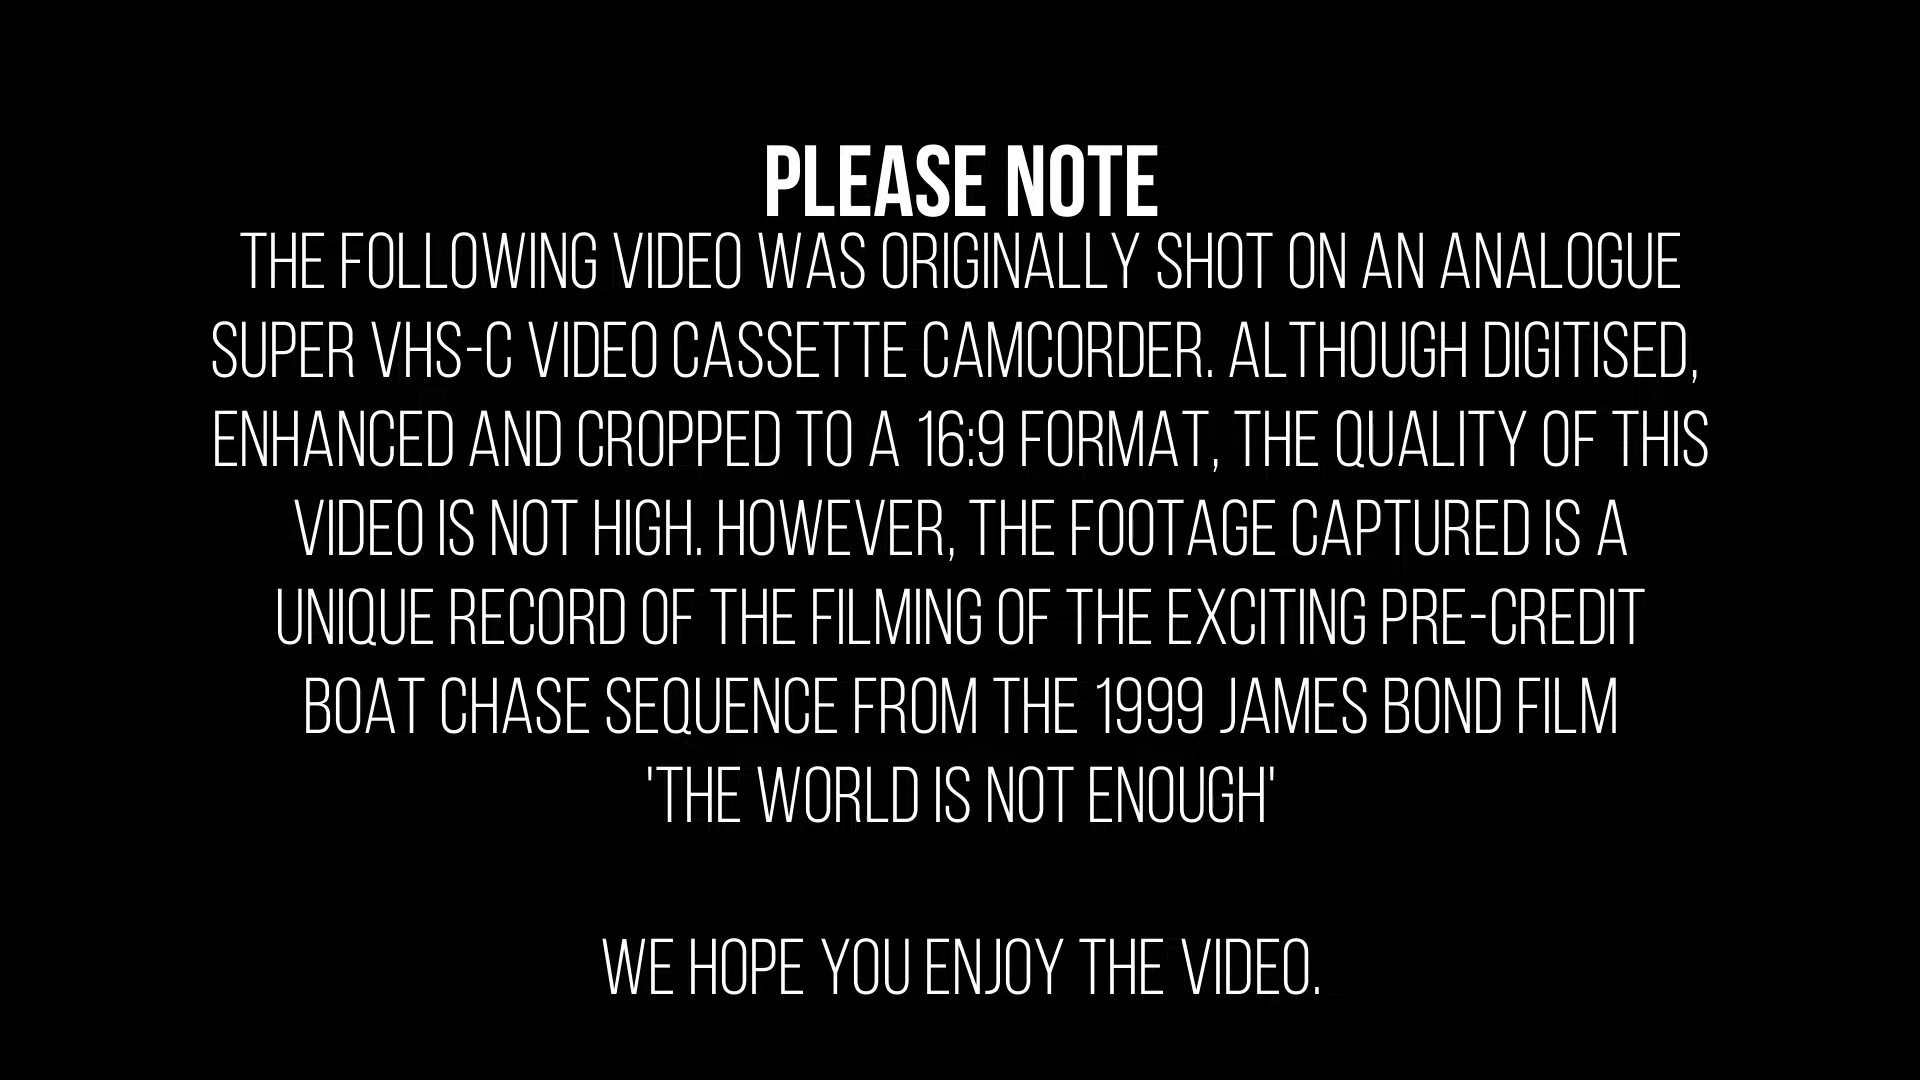 PLEASE NOTE
THE FOLLOWING VIDEO WAS ORIGINALLY SHOT ON AN ANALOGUE
SUPER VHS-C VIDEO CASSETTE CAMCORDER. ALTHOUGH DIGITISED,
ENHANCED AND CROPPED TO A 16:9 FORMAT, THE QUALITY OF THIS
VIDEO IS NOT HIGH. HOWEVER, THE FOOTAGE CAPTURED IS A
UNIQUE RECORD OF THE FILMING OF THE EXCITING PRE-CREDIT
BOAT CHASE SEQUENCE FROM THE 1999 JAMES BOND FILM
'THE WORLD IS NOT ENOUGH'
WE HOPE YOU ENJOY THE VIDEO.